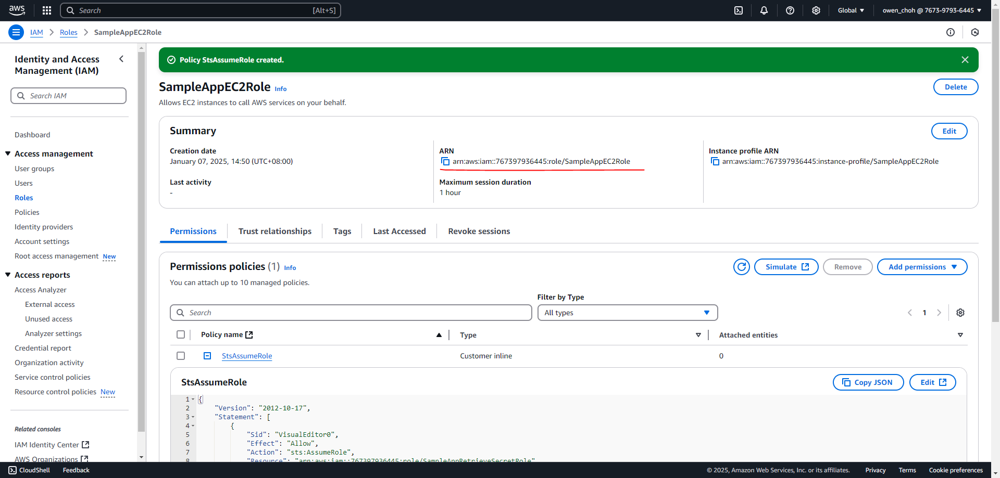 aws
Search [Alt+S]
Global
owen_choh @ 7673-9793-6445
IAM
Roles
SampleAppEC2Role
Identity and Access
Management (IAM)
Search IAM
Dashboard
Access management
User groups
Users
Roles
Policies
Identity providers
Account settings
Root access management New
Access reports
Access Analyzer
External access
Unused access
Analyzer settings
Credential report
Organization activity
Service control policies
Resource control policies New
Related consoles
IAM Identity Center
AWS Organizations
Policy StsAssumeRole created.
SampleAppEC2Role Info
Delete
Allows EC2 instances to call AWS services on your behalf.
Summary
Edit
Creation date
January 07, 2025, 14:50 (UTC+08:00)
ARN
arn:aws:iam::767397936445:role/SampleAppEC2Role
Instance profile ARN
arn:aws:iam::767397936445:instance-profile/SampleAppEC2Role
Last activity
-
Maximum session duration
1 hour
Permissions
Trust relationships
Tags
Last Accessed
Revoke sessions
Permissions policies (1) Info
Simulate
Remove
Add permissions
You can attach up to 10 managed policies.
Filter by Type
Search
All types
1
Policy name
Type
Attached entities
StsAssumeRole
Customer inline
0
StsAssumeRole
Copy JSON
Edit
1 {
2 "Version": "2012-10-17",
3 "Statement": [
4 {
5 "Sid": "VisualEditor0",
6 "Effect": "Allow",
7 "Action": "sts:AssumeRole",
8 "Resource": "arn:aws:iam::767397936445:role/SampleAppRetrieveSecretRole"
CloudShell
Feedback
© 2025, Amazon Web Services, Inc. or its affiliates.
Privacy
Terms
Cookie preferences